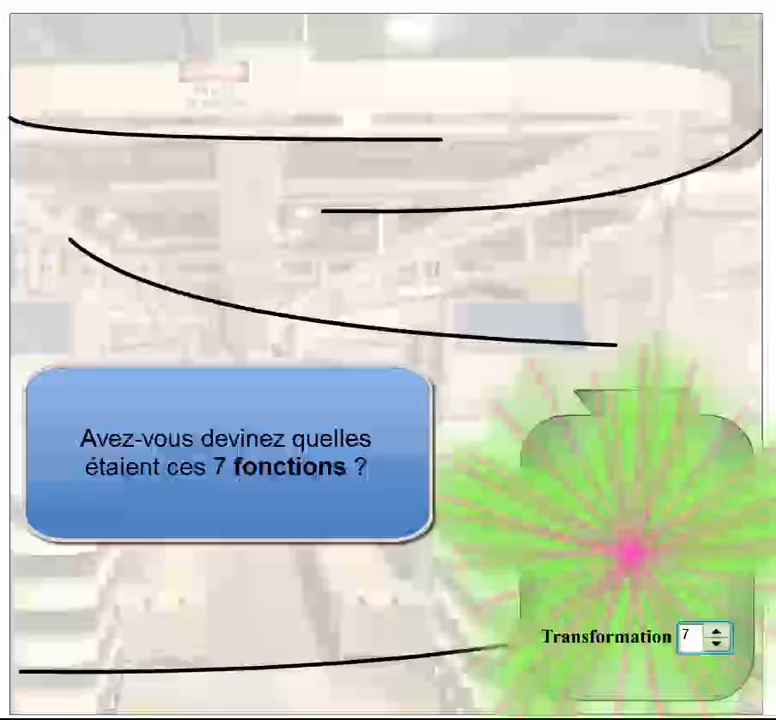 Avez-vous devinez quelles
étaient ces 7 fonctions ?
Transformation 7